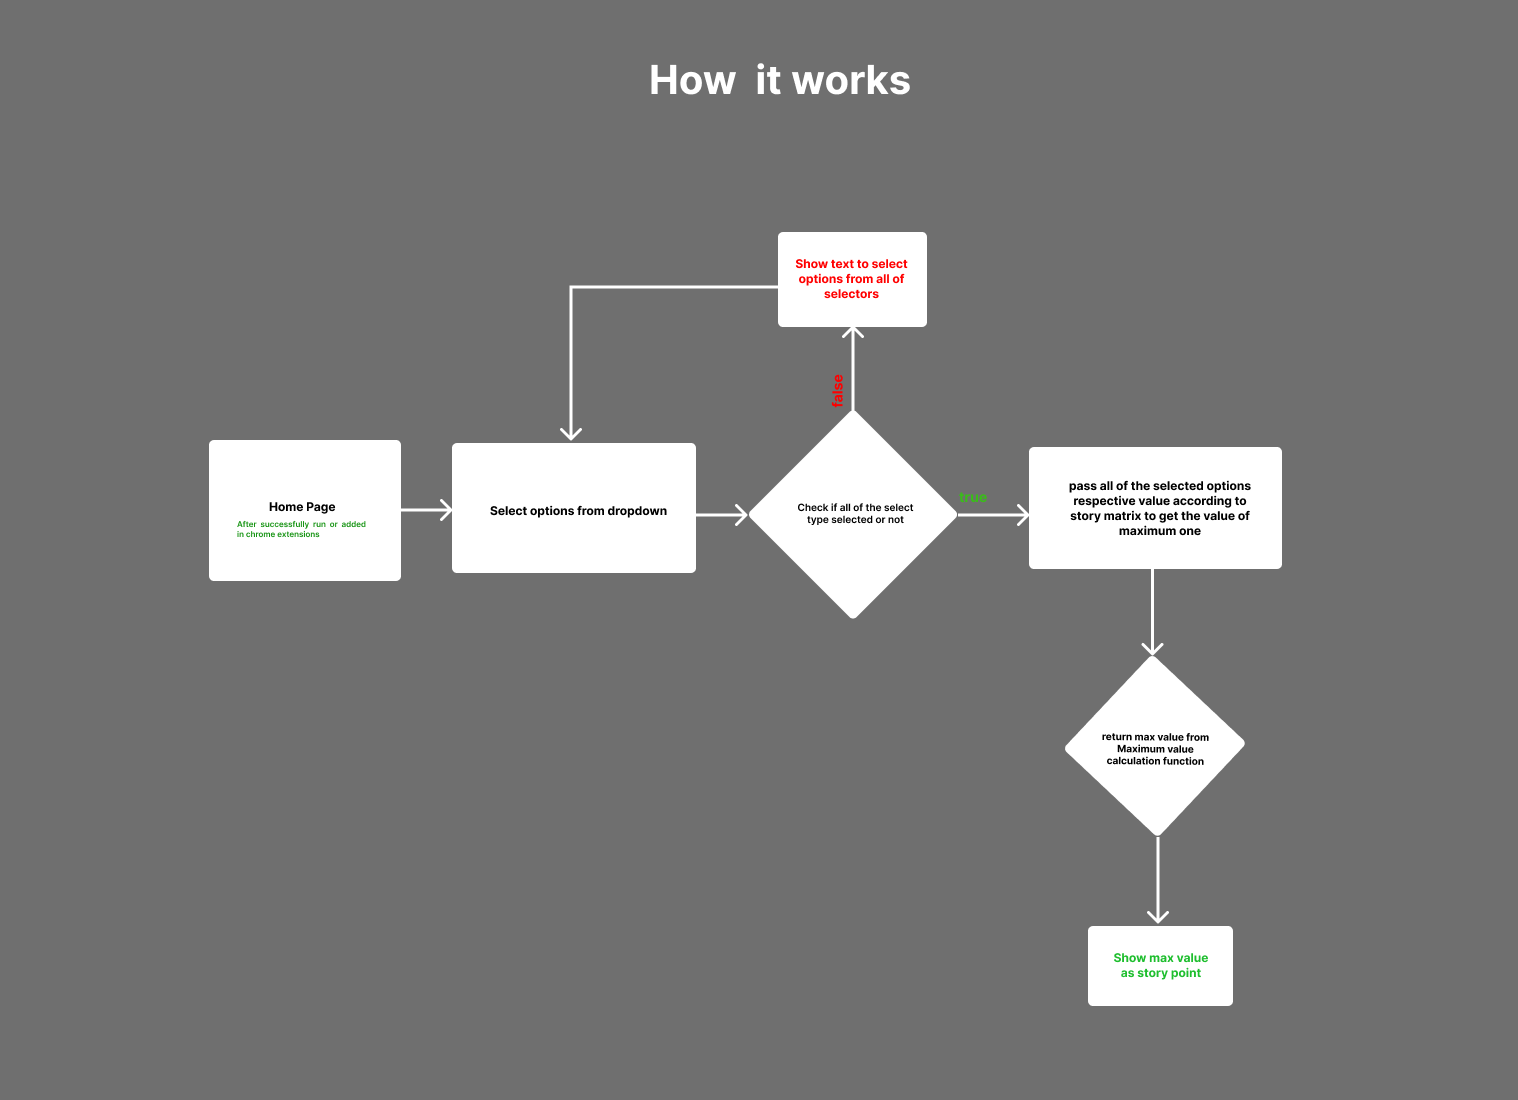 How it works
Show text to select
options from all of
selectors
false
Home Page
After successfully run or added
in chrome extensions
Select options from dropdown
Check if all of the select
type selected or not
true
pass all of the selected options
respective value according to
story matrix to get the value of
maximum one
return max value from
Maximum value
calculation function
Show max value
as story point